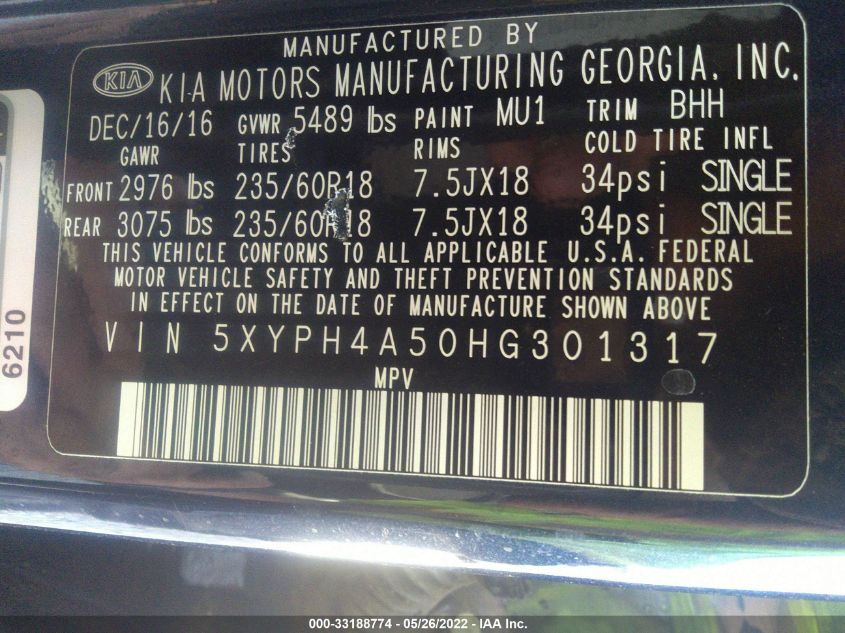 MANUFACTURED BY
KIA KIA MOTORS MANUFACTURING GEORGIA, INC.
DEC/16/16 GVWR 5489 lbs PAINT MU1 TRIM BHH
GAWR TIRES RIMS COLD TIRE INFL
FRONT 2976 lbs 235/60R18 7.5JX18 34psi SINGLE
REAR 3075 lbs 235/60R18 7.5JX18 34psi SINGLE
THIS VEHICLE CONFORMS TO ALL APPLICABLE U.S.A. FEDERAL
MOTOR VEHICLE SAFETY AND THEFT PREVENTION STANDARDS
IN EFFECT ON THE DATE OF MANUFACTURE SHOWN ABOVE
VIN 5XYPH4A50HG301317
MPV
6210
000-33188774 - 05/26/2022 - IAA Inc.